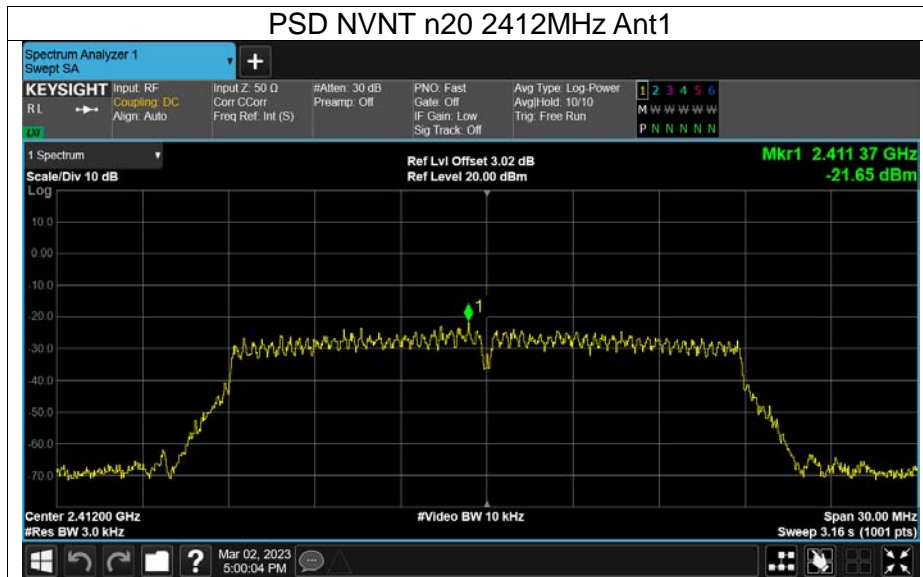 PSD NVNT n20 2412MHz Ant1
Spectrum Analyzer 1
Swept SA
+
KEYSIGHT
RL
LXI
Input: RF
Coupling: DC
Align: Auto
Input Z: 50 Ω
Corr CCorr
Freq Ref: Int (S)
#Atten: 30 dB
Preamp: Off
PNO: Fast
Gate: Off
IF Gain: Low
Sig Track: Off
Avg Type: Log-Power
Avg|Hold: 10/10
Trig: Free Run
1 2 3 4 5 6
M W W W W W
P N N N N N
1 Spectrum
Scale/Div 10 dB
Ref Lvl Offset 3.02 dB
Ref Level 20.00 dBm
Mkr1 2.411 37 GHz
-21.65 dBm
Log
10.0
0.00
-10.0
-20.0
-30.0
-40.0
-50.0
-60.0
-70.0
1
Center 2.41200 GHz
#Res BW 3.0 kHz
#Video BW 10 kHz
Span 30.00 MHz
Sweep 3.16 s (1001 pts)
?
Mar 02, 2023
5:00:04 PM